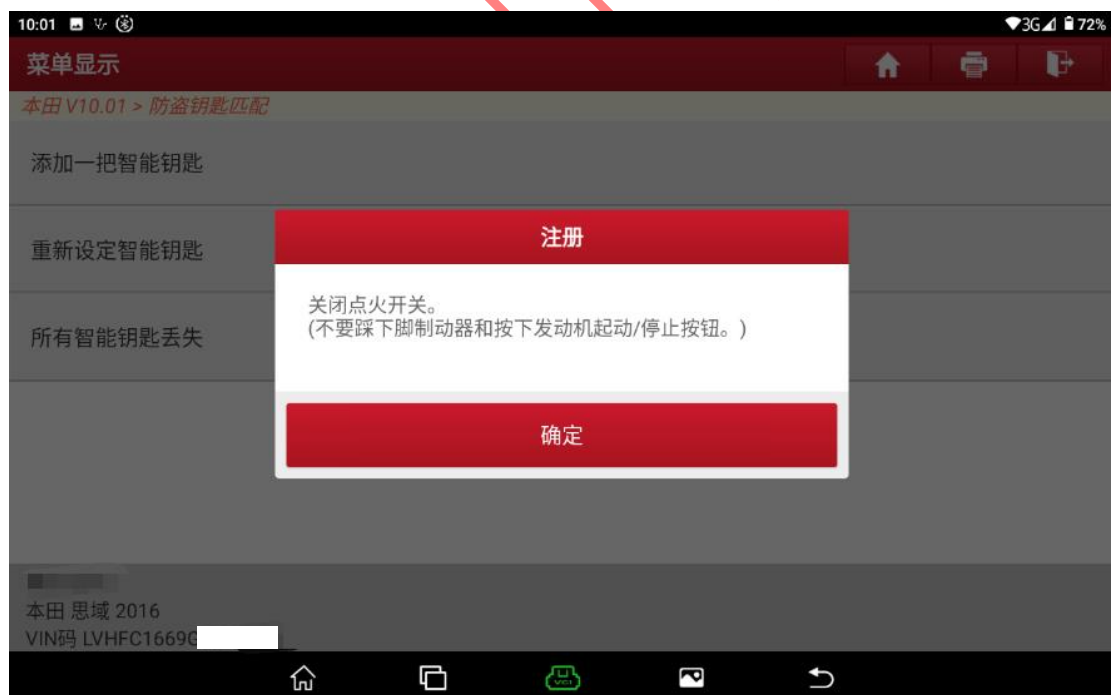 10:01
3G
72%
菜单显示
本田 V10.01 > 防盗钥匙匹配
添加一把智能钥匙
重新设定智能钥匙
所有智能钥匙丢失
注册
关闭点火开关。
(不要踩下脚制动器和按下发动机起动/停止按钮。)
确定
本田 思域 2016
VIN码 LVHFC1669G
VCI